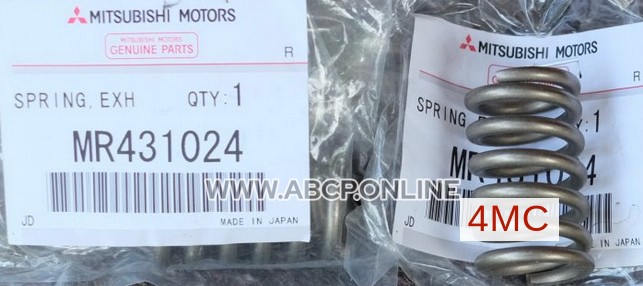 MITSUBISHI MOTORS
MITSUBISHI MOTORS
GENUINE PARTS
R
SPRING, EXH QTY: 1
MR431024
JD MADE IN JAPAN
WWW.ABCP.ONLINE
MITSUBISHI MOTORS
R
SPRING, :1
4
JD
4MC